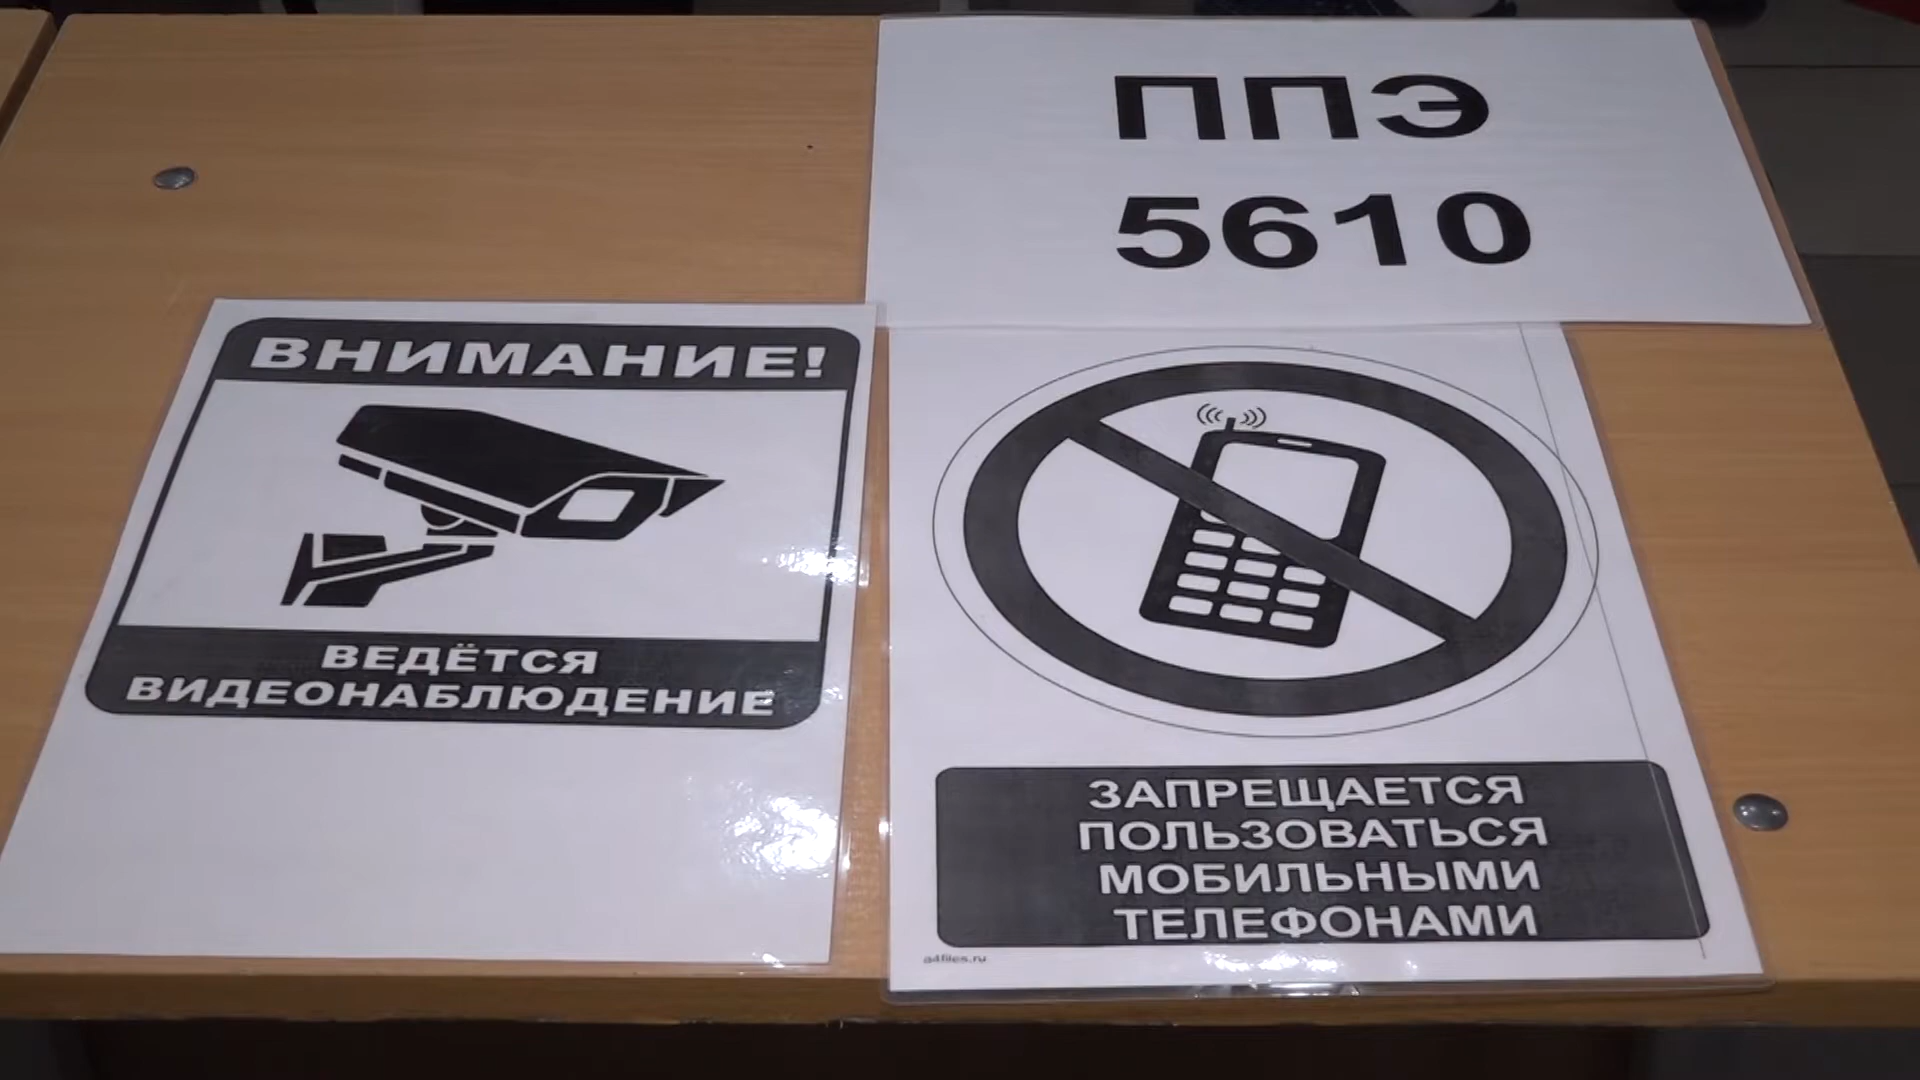 ППЭ
5610
ВНИМАНИЕ!
ВЕДЁТСЯ
ВИДЕОНАБЛЮДЕНИЕ
ЗАПРЕЩАЕТСЯ
ПОЛЬЗОВАТЬСЯ
МОБИЛЬНЫМИ
ТЕЛЕФОНАМИ
a4files.ru